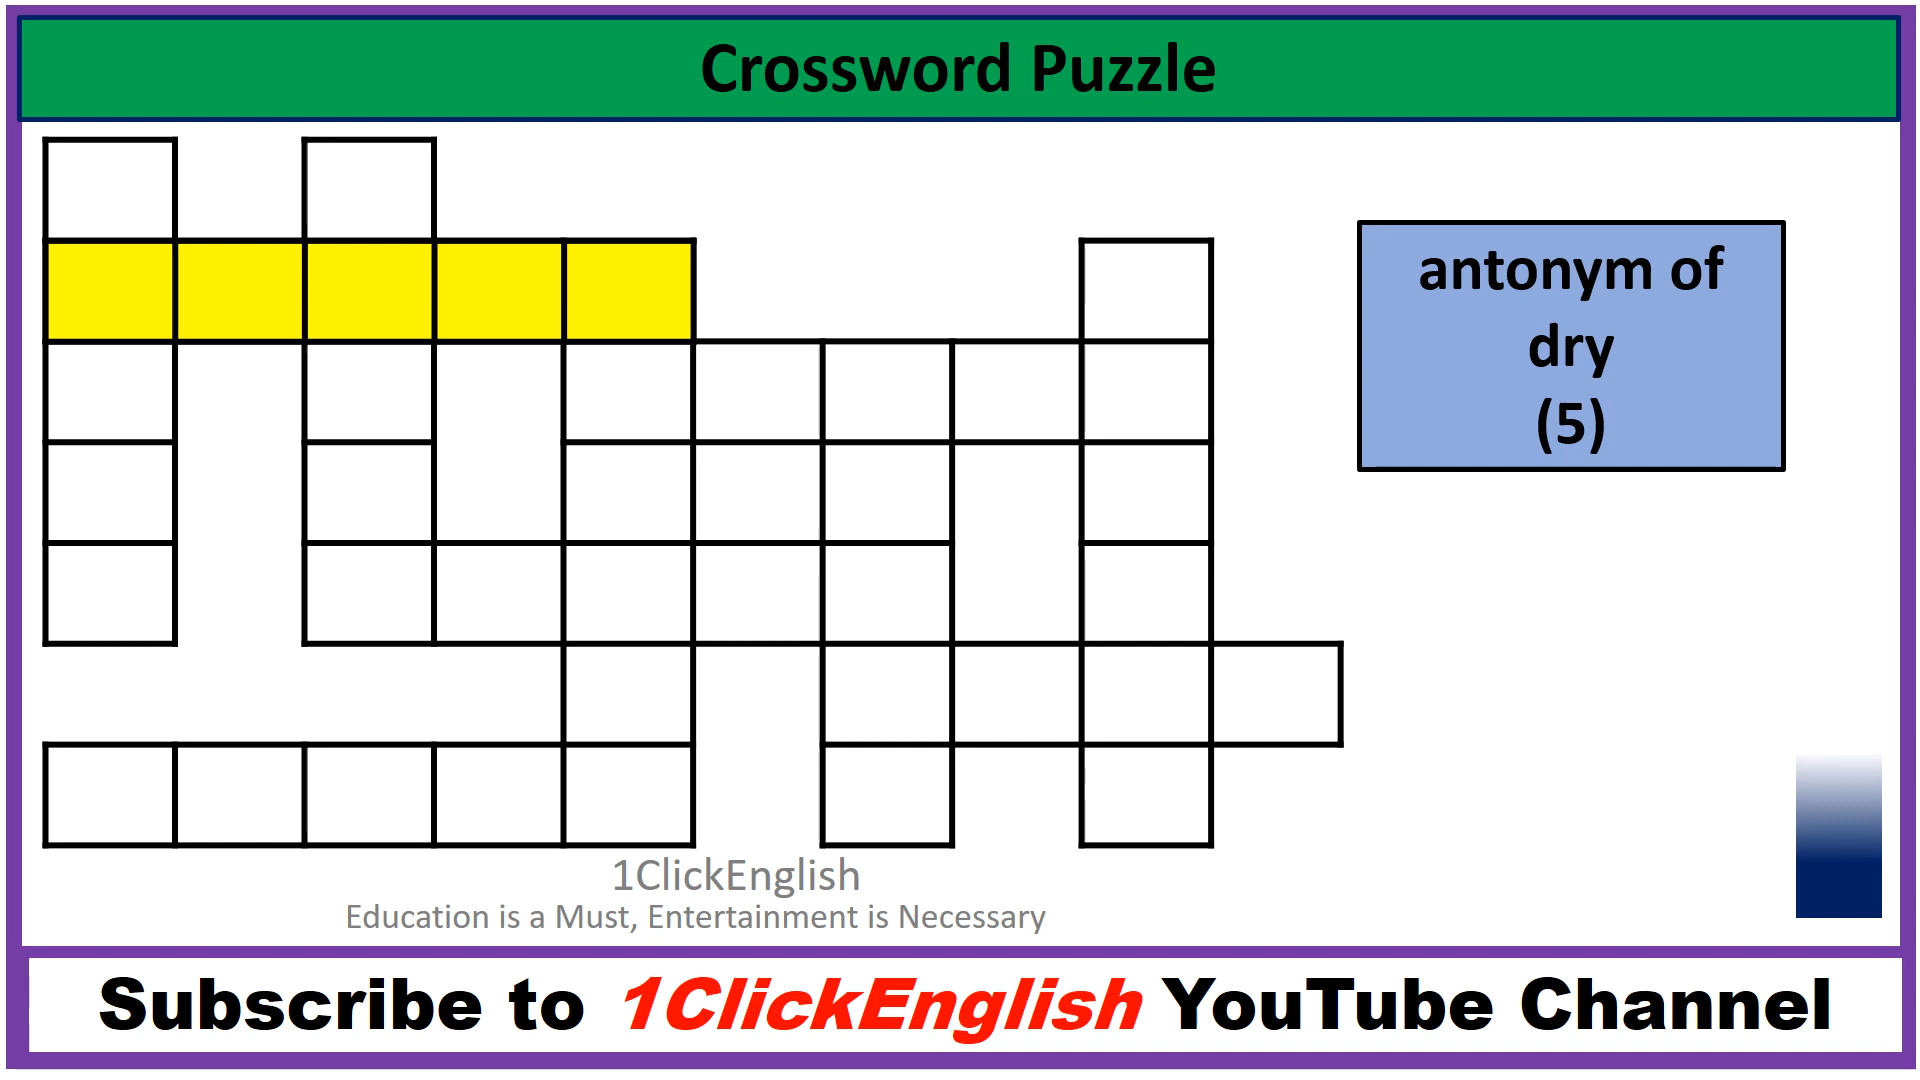 Crossword Puzzle
antonym of
dry
(5)
1ClickEnglish
Education is a Must, Entertainment is Necessary
Subscribe to 1ClickEnglish YouTube Channel